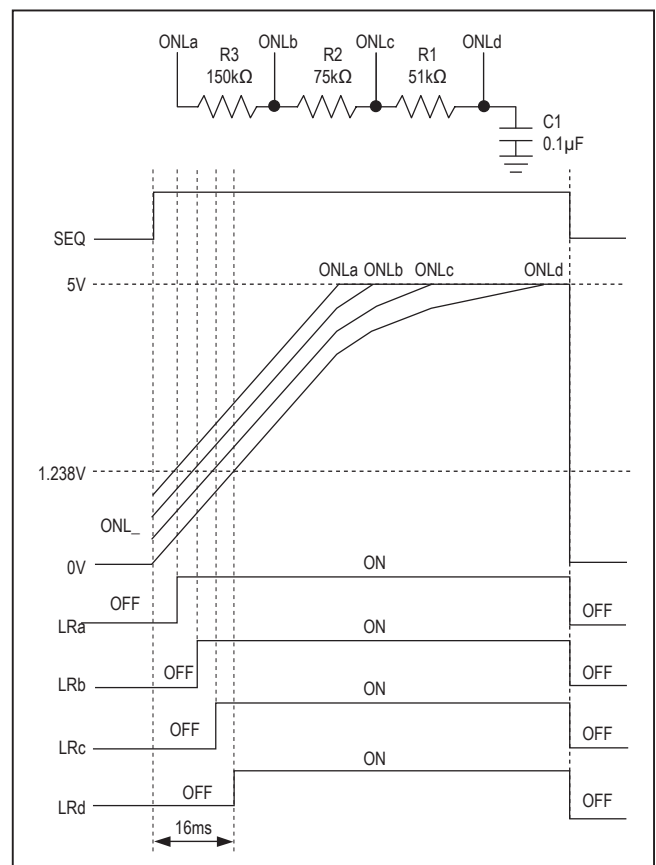 ONLa ONLb ONLc ONLd
R3 R2 R1
150kΩ 75kΩ 51kΩ
C1
0.1µF
SEQ
5V
ONLa ONLb ONLc ONLd
1.238V
ONL_
0V
ON
OFF OFF
LRa
ON
OFF OFF
LRb
ON
OFF OFF
LRc
ON
OFF OFF
LRd
16ms